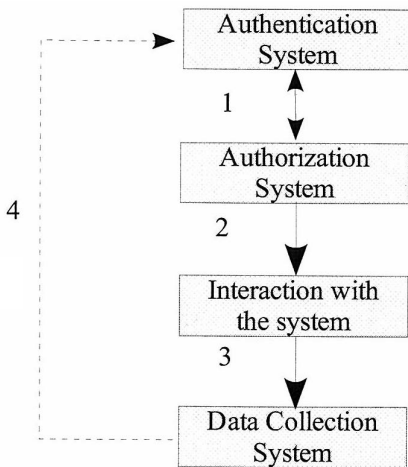 Authentication
System
1
Authorization
System
4
2
Interaction with
the system
3
Data Collection
System